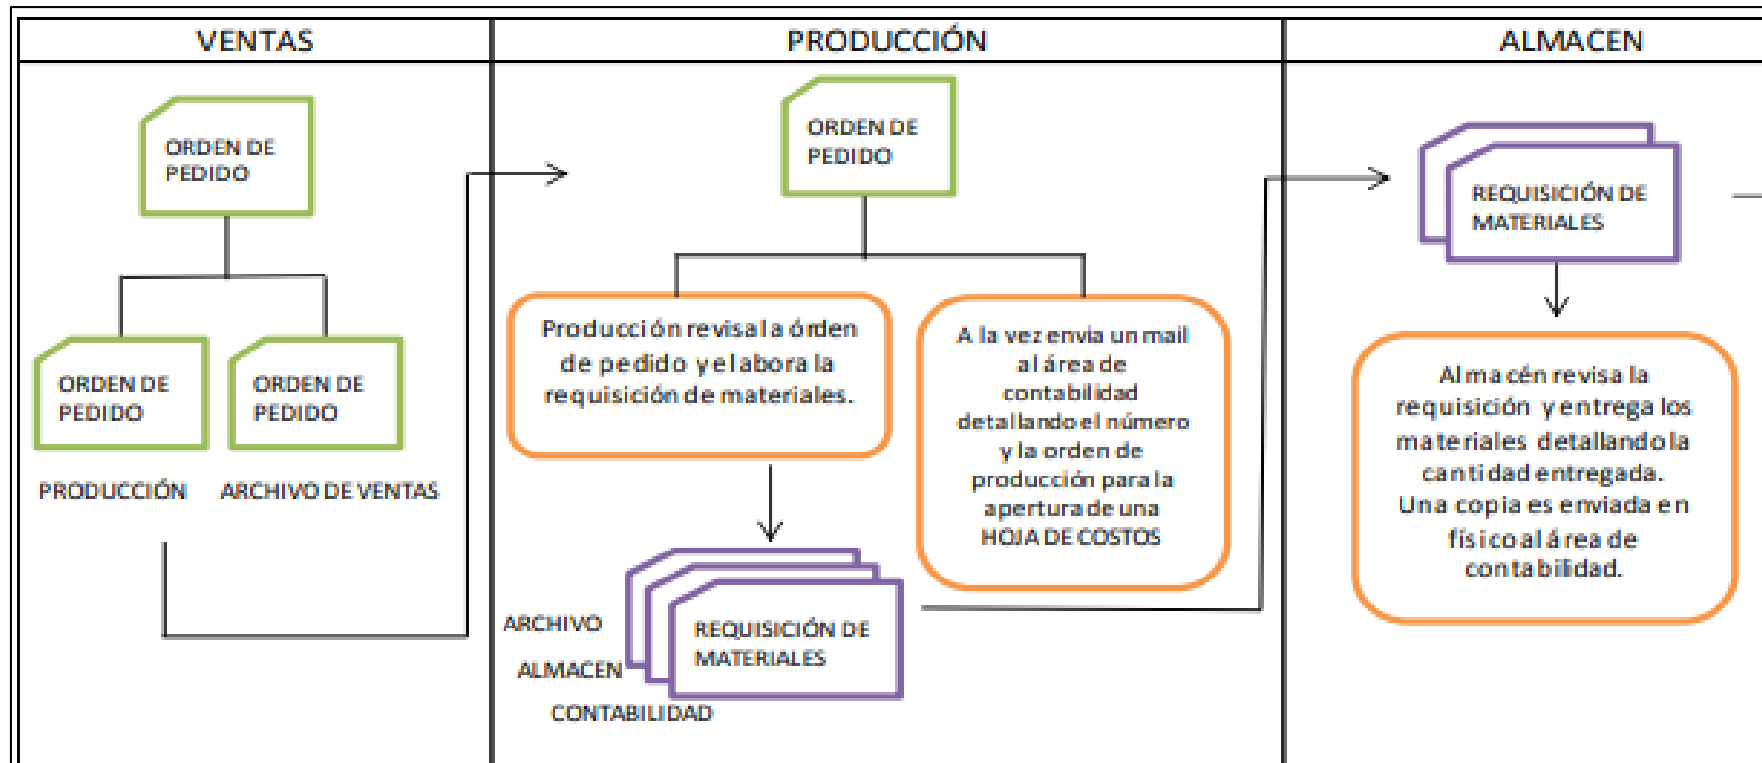 VENTAS
PRODUCCIÓN
ALMACEN
ORDEN DE
PEDIDO
ORDEN DE
PEDIDO
ORDEN DE
PEDIDO
PRODUCCIÓN
ARCHIVO DE VENTAS
ORDEN DE
PEDIDO
Producción revisa la órden
de pedido y elabora la
requisición de materiales.
A la vez envia un mail
al área de
contabilidad
detallando el número
y la orden de
producción para la
apertura de una
HOJA DE COSTOS
ARCHIVO
ALMACEN
CONTABILIDAD
REQUISICIÓN DE
MATERIALES
REQUISICIÓN DE
MATERIALES
Almacén revisa la
requisición y entrega los
materiales detallando la
cantidad entregada.
Una copia es enviada en
físico al área de
contabilidad.